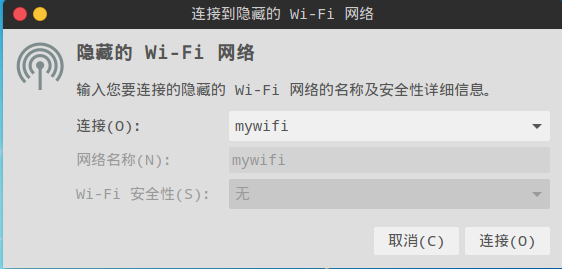 连接到隐藏的 Wi-Fi 网络
隐藏的 Wi-Fi 网络
输入您要连接的隐藏的 Wi-Fi 网络的名称及安全性详细信息。
连接(O): mywifi
网络名称(N): mywifi
Wi-Fi 安全性(S): 无
取消(C) 连接(O)